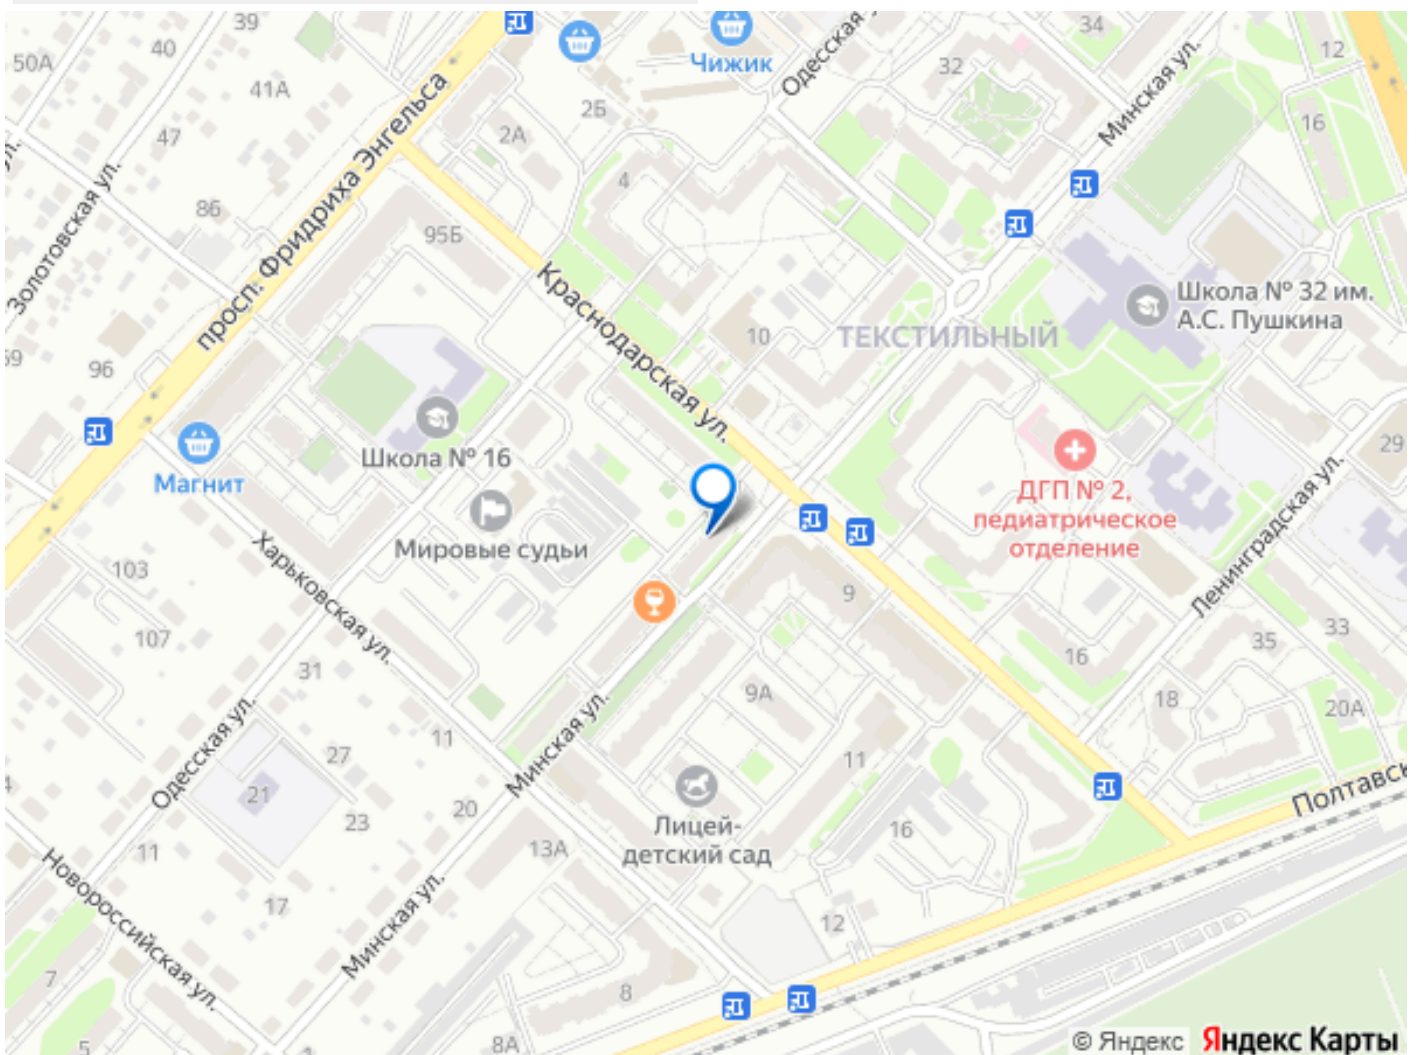 39
40
50А
41А
47
просп. Фридриха Энгельса
2Б
2А
Чижик
Одесская
34
32
Минская ул.
12
16
Золотовская ул.
86
95Б
4
Краснодарская ул.
10
ТЕКСТИЛЬНЫЙ
Школа № 32 им.
А.С. Пушкина
96
Магнит
Школа № 16
Мировые судьи
ДГП № 2,
педиатрическое
отделение
29
Ленинградская ул.
103
107
Харьковская ул.
31
9
16
35
33
18
20А
9А
11
Одесская ул.
27
11
Минская ул.
21
23
20
Лицей-
детский сад
16
Полтавск
11
13А
Новороссийская ул.
17
Минская ул.
12
7
8
8А
5
© Яндекс Яндекс Карты